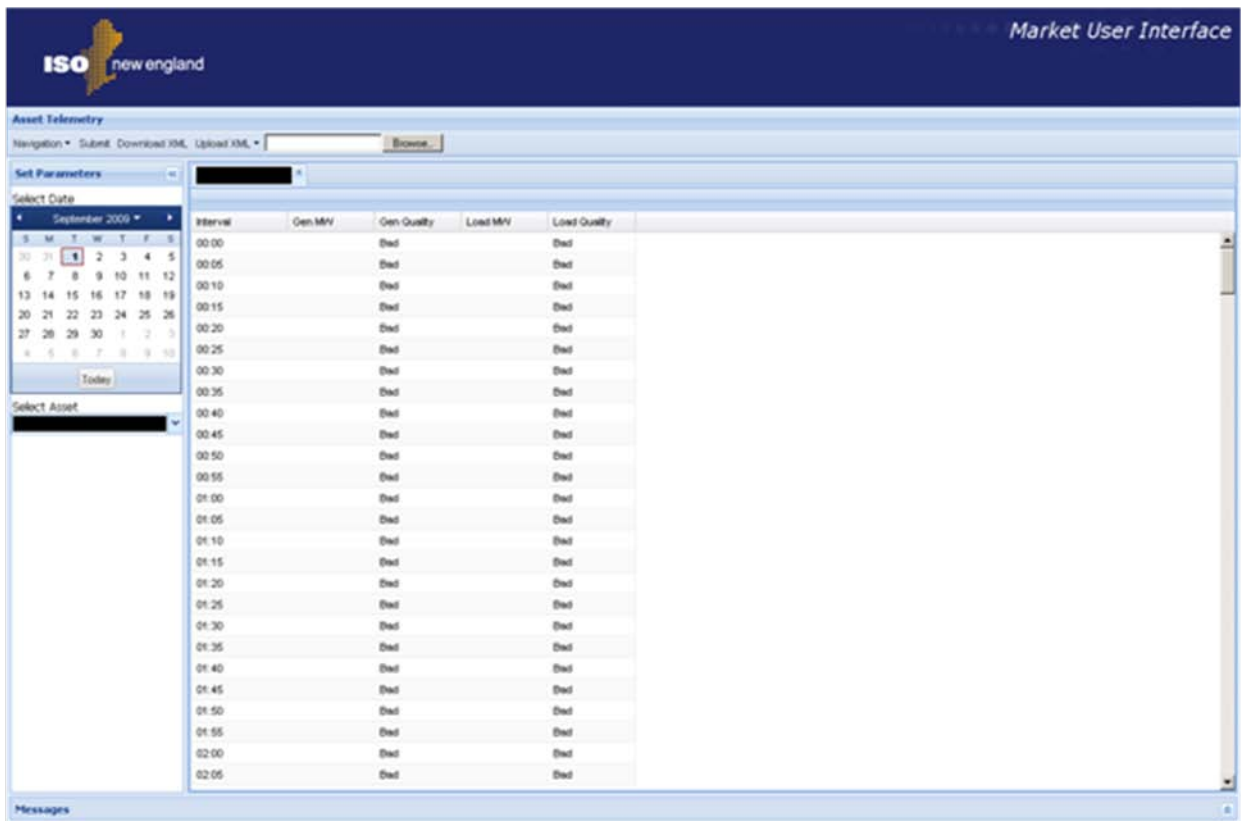 Market User Interface
ISO new england
Asset Telemetry
Navigation Submit Download XML Upload XML Browse...
Set Parameters
Select Date
September 2009
S M T W T F S
30 31 1 2 3 4 5
6 7 8 9 10 11 12
13 14 15 16 17 18 19
20 21 22 23 24 25 26
27 28 29 30 1 2 3
4 5 6 7 8 9 10
Today
Select Asset
Interval Gen MW Gen Quality Load MW Load Quality
00:00 Bad Bad
00:05 Bad Bad
00:10 Bad Bad
00:15 Bad Bad
00:20 Bad Bad
00:25 Bad Bad
00:30 Bad Bad
00:35 Bad Bad
00:40 Bad Bad
00:45 Bad Bad
00:50 Bad Bad
00:55 Bad Bad
01:00 Bad Bad
01:05 Bad Bad
01:10 Bad Bad
01:15 Bad Bad
01:20 Bad Bad
01:25 Bad Bad
01:30 Bad Bad
01:35 Bad Bad
01:40 Bad Bad
01:45 Bad Bad
01:50 Bad Bad
01:55 Bad Bad
02:00 Bad Bad
02:05 Bad Bad
Messages